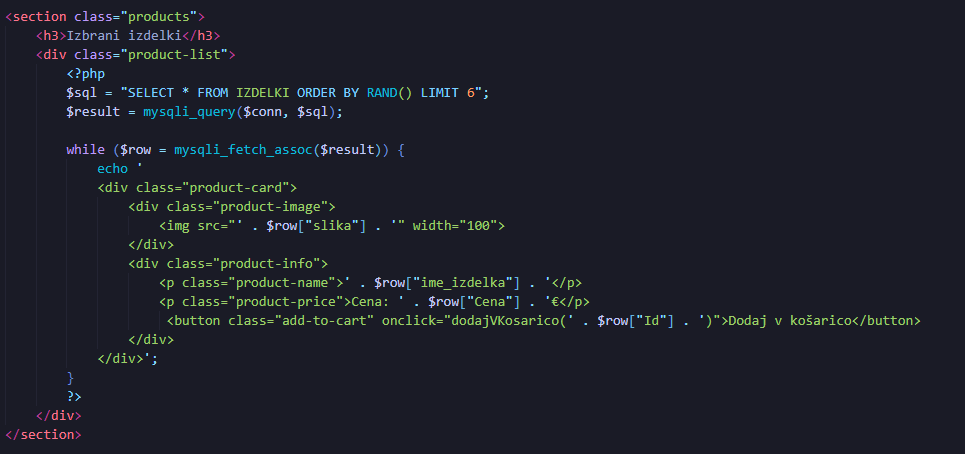 <section class="products">
<h3>Izbrani izdelki</h3>
<div class="product-list">
<?php
$sql = "SELECT * FROM IZDELKI ORDER BY RAND() LIMIT 6";
$result = mysqli_query($conn, $sql);
while ($row = mysqli_fetch_assoc($result)) {
echo '
<div class="product-card">
<div class="product-image">
<img src="' . $row["slika"] . '" width="100">
</div>
<div class="product-info">
<p class="product-name">' . $row["ime_izdelka"] . '</p>
<p class="product-price">Cena: ' . $row["Cena"] . '€</p>
<button class="add-to-cart" onclick="dodajVKosarico(' . $row["Id"] . ')">Dodaj v košarico</button>
</div>
</div>';
}
?>
</div>
</section>